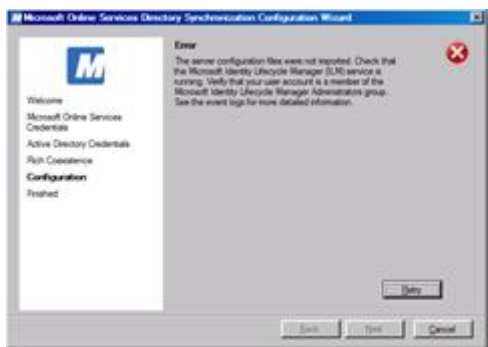 Microsoft Online Services Directory Synchronization Configuration Wizard
M
Welcome
Microsoft Online Services
Credentials
Active Directory Credentials
Rich Coexistence
Configuration
Finished
Error
The server configuration files were not imported. Check that
the Microsoft Identity Lifecycle Manager (ILM) service is
running. Verify that your user account is a member of the
Microsoft Identity Lifecycle Manager Administrators group.
See the event logs for more detailed information.
Retry
Back
Next
Cancel